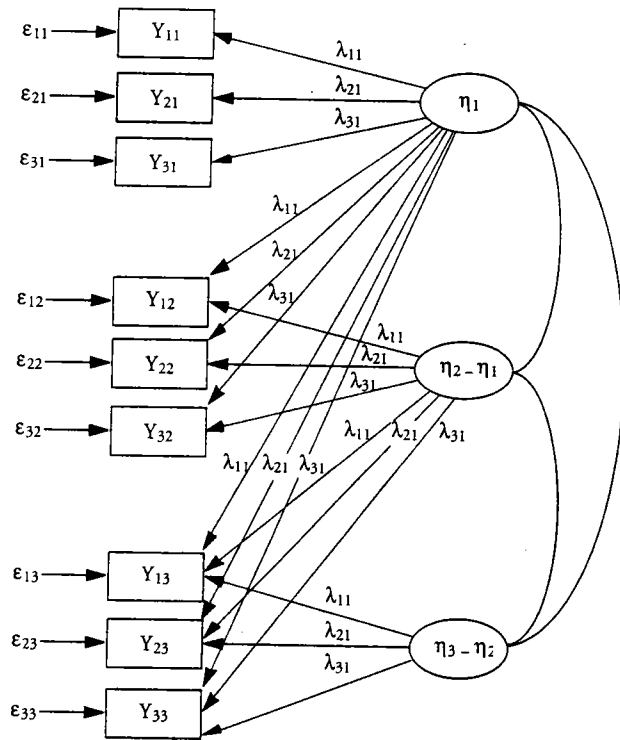 ε₁₁ Y₁₁ λ₁₁
ε₂₁ Y₂₁ λ₂₁ η₁
ε₃₁ Y₃₁ λ₃₁
λ₁₁
λ₂₁
λ₃₁
ε₁₂ Y₁₂ λ₁₁
ε₂₂ Y₂₂ λ₂₁ η₂ – η₁
ε₃₂ Y₃₂ λ₃₁
λ₁₁ λ₂₁ λ₃₁
λ₁₁ λ₂₁ λ₃₁
ε₁₃ Y₁₃ λ₁₁
ε₂₃ Y₂₃ λ₂₁ η₃ – η₂
ε₃₃ Y₃₃ λ₃₁